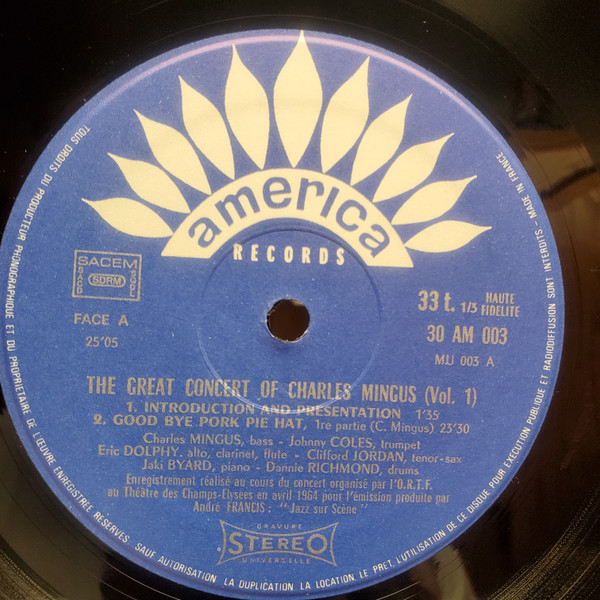 america
RECORDS
SACEM
SACD
SDRM
SGDL
FACE A
25'05
33 t. 1/3 HAUTE FIDELITE
30 AM 003
MU 003 A
THE GREAT CONCERT OF CHARLES MINGUS (Vol. 1)
1. INTRODUCTION AND PRESENTATION 1'35
2. GOOD BYE PORK PIE HAT, 1re partie (C. Mingus) 23'30
Charles MINGUS, bass - Johnny COLES, trumpet
Eric DOLPHY, alto, clarinet, flute - Clifford JORDAN, tenor-sax
Jaki BYARD, piano - Dannie RICHMOND, drums
Enregistrement réalisé au cours du concert organisé par l'O.R.T.F.
au Théâtre des Champs-Elysees en avril 1964 pour l'émission produite par
André FRANCIS : "Jazz sur Scène"
GRAVURE
STEREO
UNIVERSELLE
TOUS DROITS DU PRODUCTEUR PHONOGRAPHIQUE ET DU PROPRIETAIRE DE L'ŒUVRE ENREGISTREE RESERVES. SAUF AUTORISATION, LA DUPLICATION, LA LOCATION, LE PRET, L'UTILISATION DE CE DISQUE POUR EXECUTION PUBLIQUE ET RADIODIFFUSION SONT INTERDITS - MADE IN FRANCE